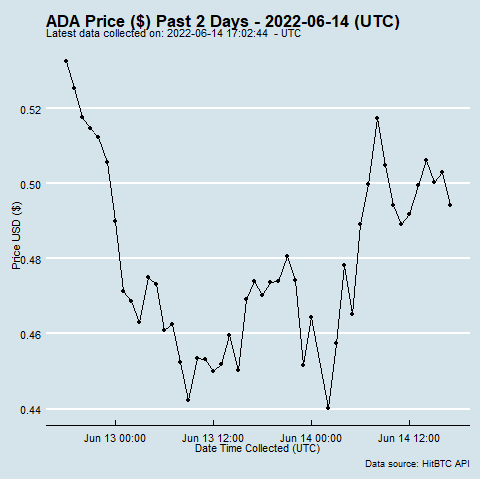 ADA Price ($) Past 2 Days - 2022-06-14 (UTC)
Latest data collected on: 2022-06-14 17:02:44 - UTC
0.52
0.50
0.48
0.46
0.44
Price USD ($)
Jun 13 00:00
Jun 13 12:00
Jun 14 00:00
Jun 14 12:00
Date Time Collected (UTC)
Data source: HitBTC API